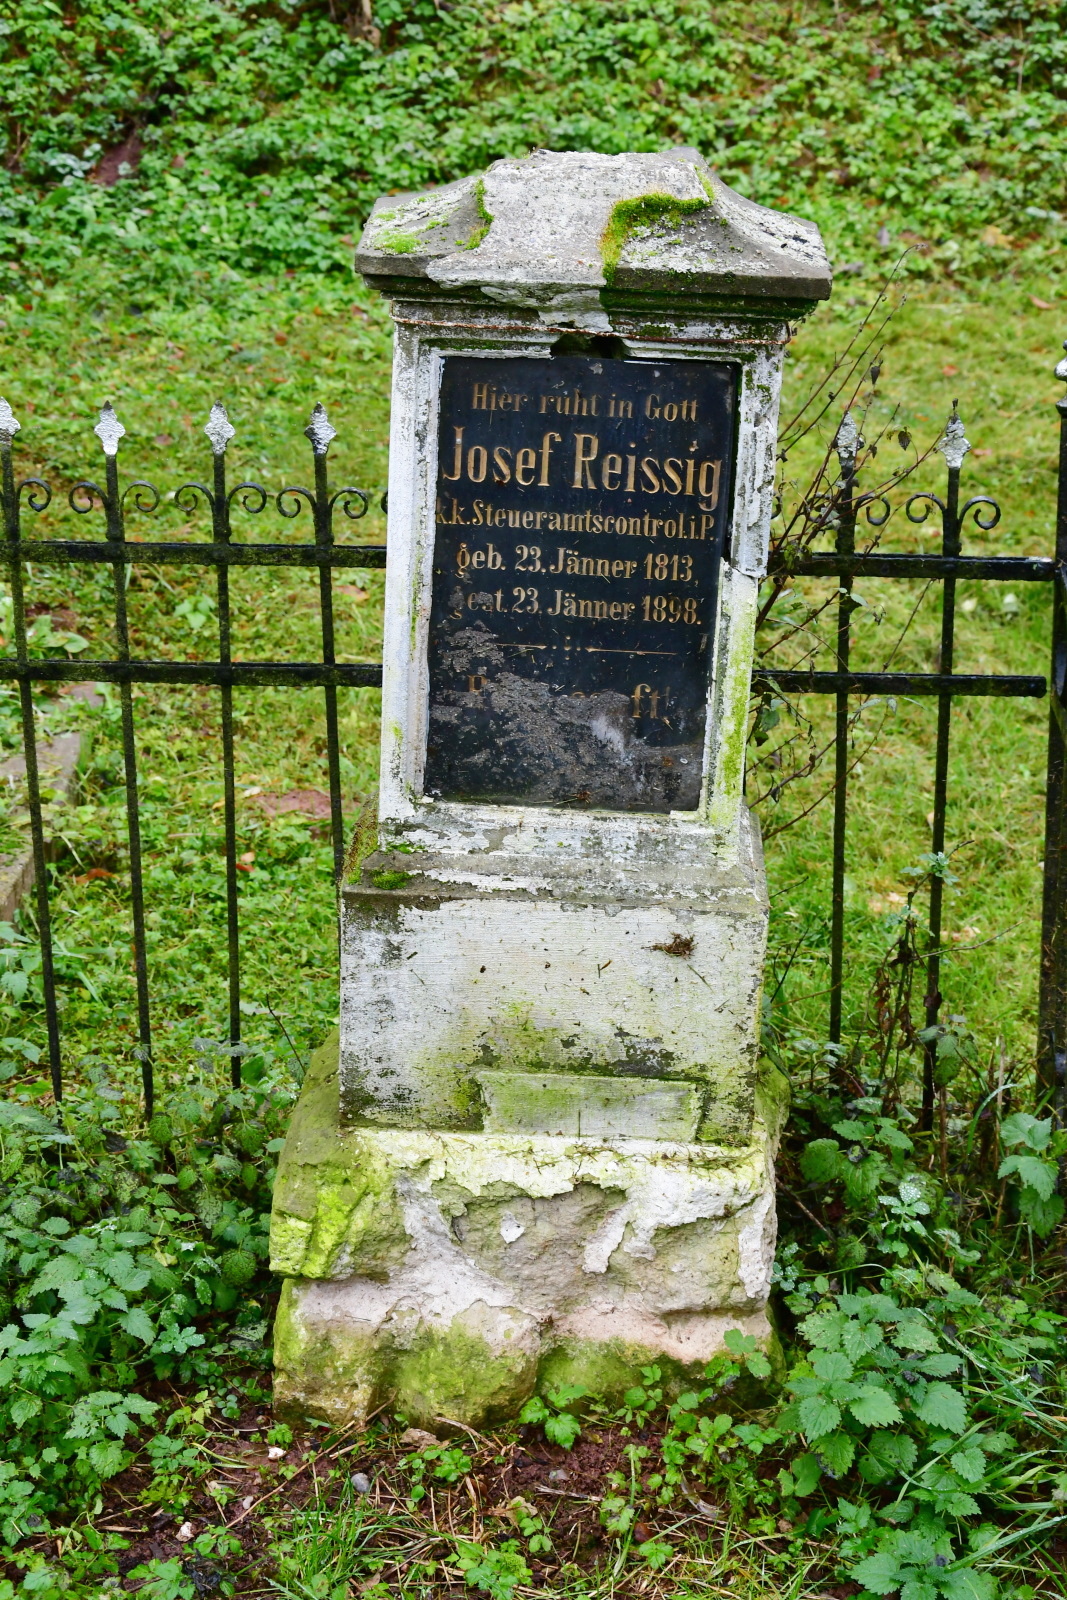 Hier ruht in Gott
Josef Reissig
k.k. Steueramtscontrol. i. P.
geb. 23. Jänner 1813,
gest. 23. Jänner 1898.